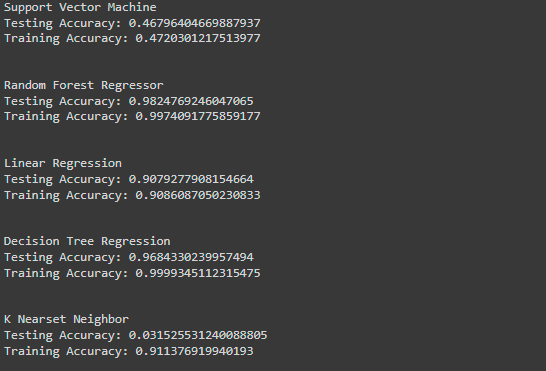 Support Vector Machine
Testing Accuracy: 0.46796404669887937
Training Accuracy: 0.4720301217513977
Random Forest Regressor
Testing Accuracy: 0.9824769246047065
Training Accuracy: 0.9974091775859177
Linear Regression
Testing Accuracy: 0.9079277908154664
Training Accuracy: 0.9086087050230833
Decision Tree Regression
Testing Accuracy: 0.9684330239957494
Training Accuracy: 0.9999345112315475
K Nearset Neighbor
Testing Accuracy: 0.031525531240088805
Training Accuracy: 0.911376919940193